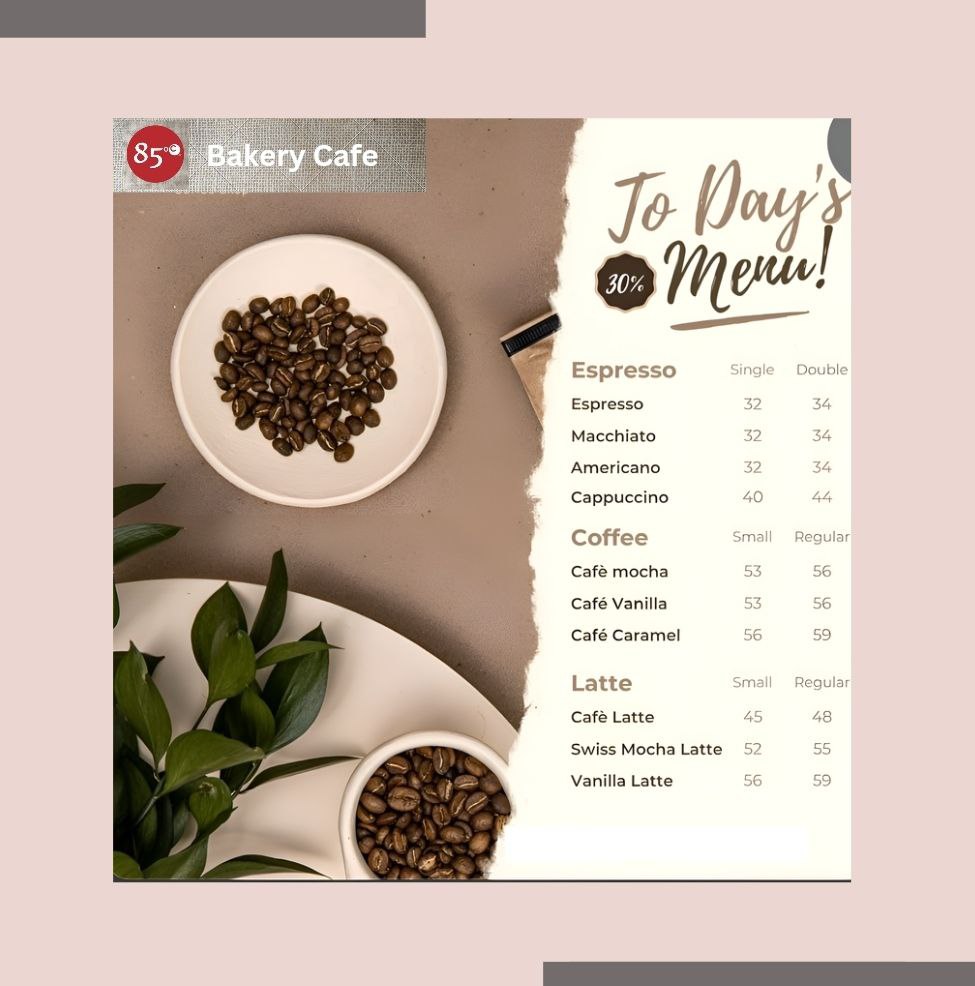 85°C
Bakery Cafe
To Day's
30% Menu!
Espresso Single Double
Espresso 32 34
Macchiato 32 34
Americano 32 34
Cappuccino 40 44
Coffee Small Regular
Cafè mocha 53 56
Café Vanilla 53 56
Café Caramel 56 59
Latte Small Regular
Cafè Latte 45 48
Swiss Mocha Latte 52 55
Vanilla Latte 56 59